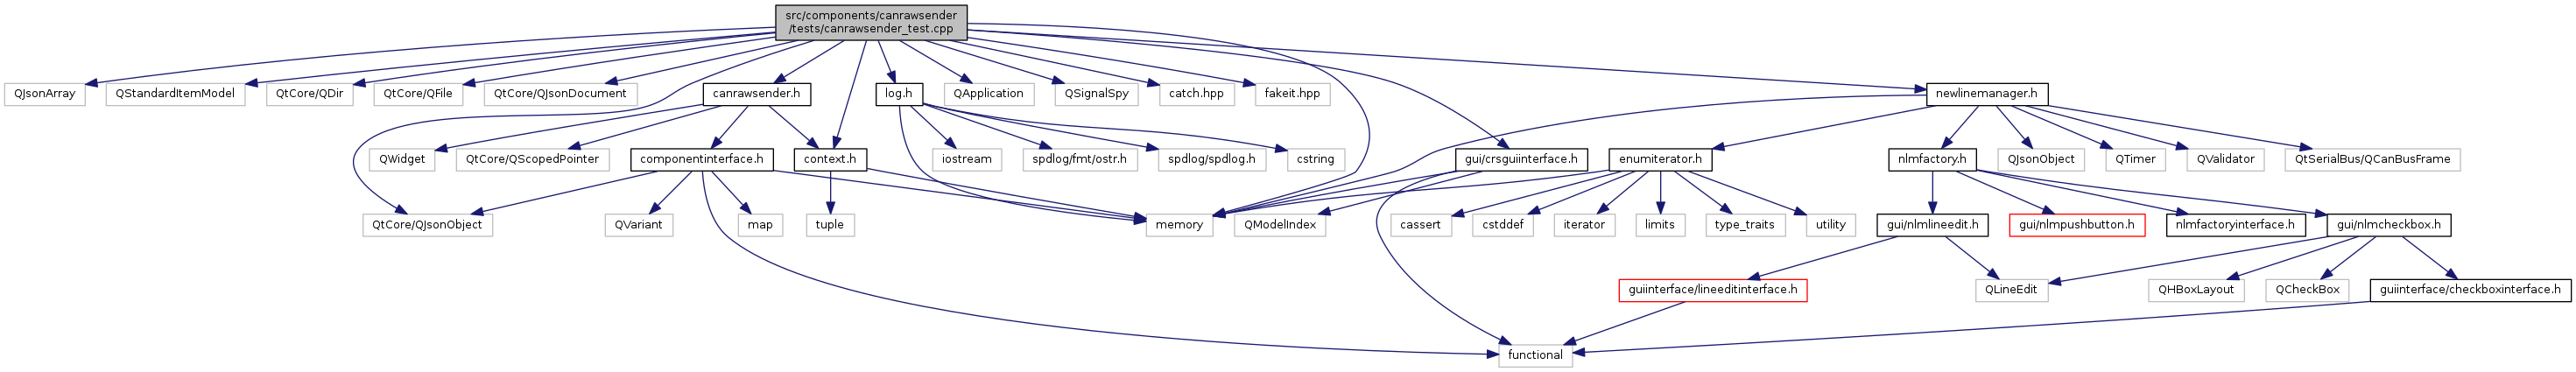 src/components/canrawsender
/tests/canrawsender_test.cpp
QJsonArray
QStandardItemModel
QtCore/QDir
QtCore/QFile
QtCore/QJsonDocument
canrawsender.h
log.h
QApplication
QSignalSpy
catch.hpp
fakeit.hpp
newlinemanager.h
QWidget
QtCore/QScopedPointer
componentinterface.h
context.h
iostream
spdlog/fmt/ostr.h
spdlog/spdlog.h
cstring
gui/crsguiinterface.h
enumiterator.h
nlmfactory.h
QJsonObject
QTimer
QValidator
QtSerialBus/QCanBusFrame
QtCore/QJsonObject
QVariant
map
tuple
memory
QModelIndex
cassert
cstddef
iterator
limits
type_traits
utility
gui/nlmlineedit.h
gui/nlmpushbutton.h
nlmfactoryinterface.h
gui/nlmcheckbox.h
guiinterface/lineeditinterface.h
QLineEdit
QHBoxLayout
QCheckBox
guiinterface/checkboxinterface.h
functional